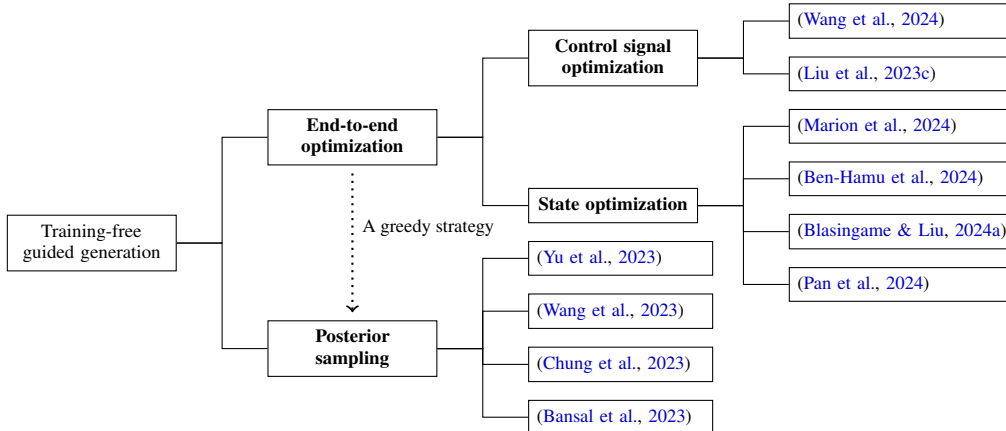 Training-free
guided generation
End-to-end
optimization
A greedy strategy
Posterior
sampling
Control signal
optimization
(Wang et al., 2024)
(Liu et al., 2023c)
State optimization
(Marion et al., 2024)
(Ben-Hamu et al., 2024)
(Blasingame & Liu, 2024a)
(Pan et al., 2024)
(Yu et al., 2023)
(Wang et al., 2023)
(Chung et al., 2023)
(Bansal et al., 2023)